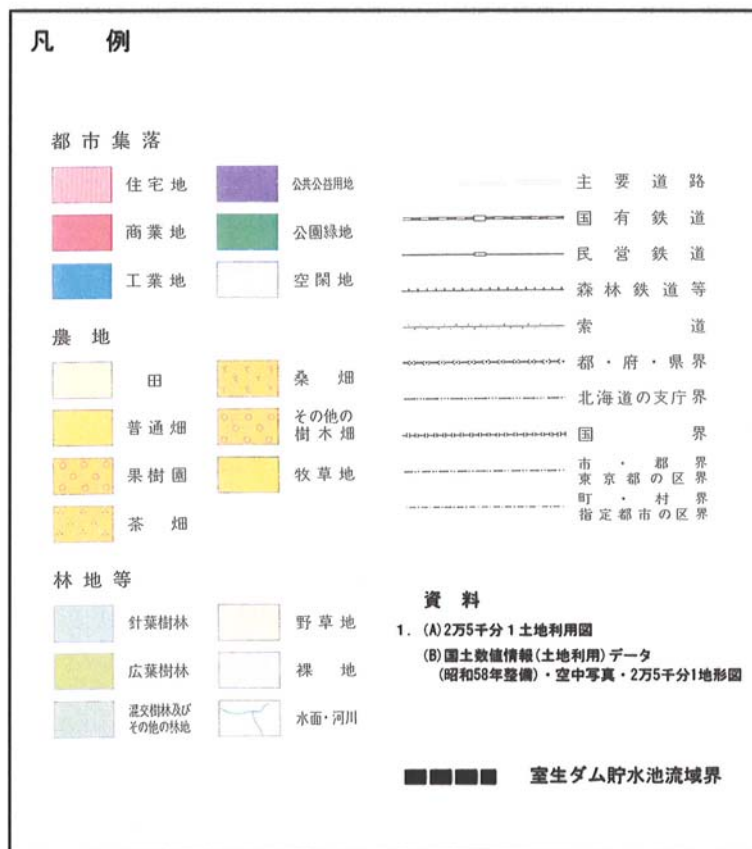 凡 例
都市集落
住宅地
商業地
工業地
公共公益用地
公園緑地
空閑地
農地
田
普通畑
果樹園
茶畑
桑畑
その他の
樹木畑
牧草地
林地等
針葉樹林
広葉樹林
混交樹林及び
その他の林地
野草地
裸地
水面・河川
主要道路
国有鉄道
民営鉄道
森林鉄道等
索道
都・府・県界
北海道の支庁界
国界
市・郡界
東京都の区界
町・村界
指定都市の区界
資料
1. (A)2万5千分1土地利用図
(B)国土数値情報(土地利用)データ
(昭和58年整備)・空中写真・2万5千分1地形図
室生ダム貯水池流域界